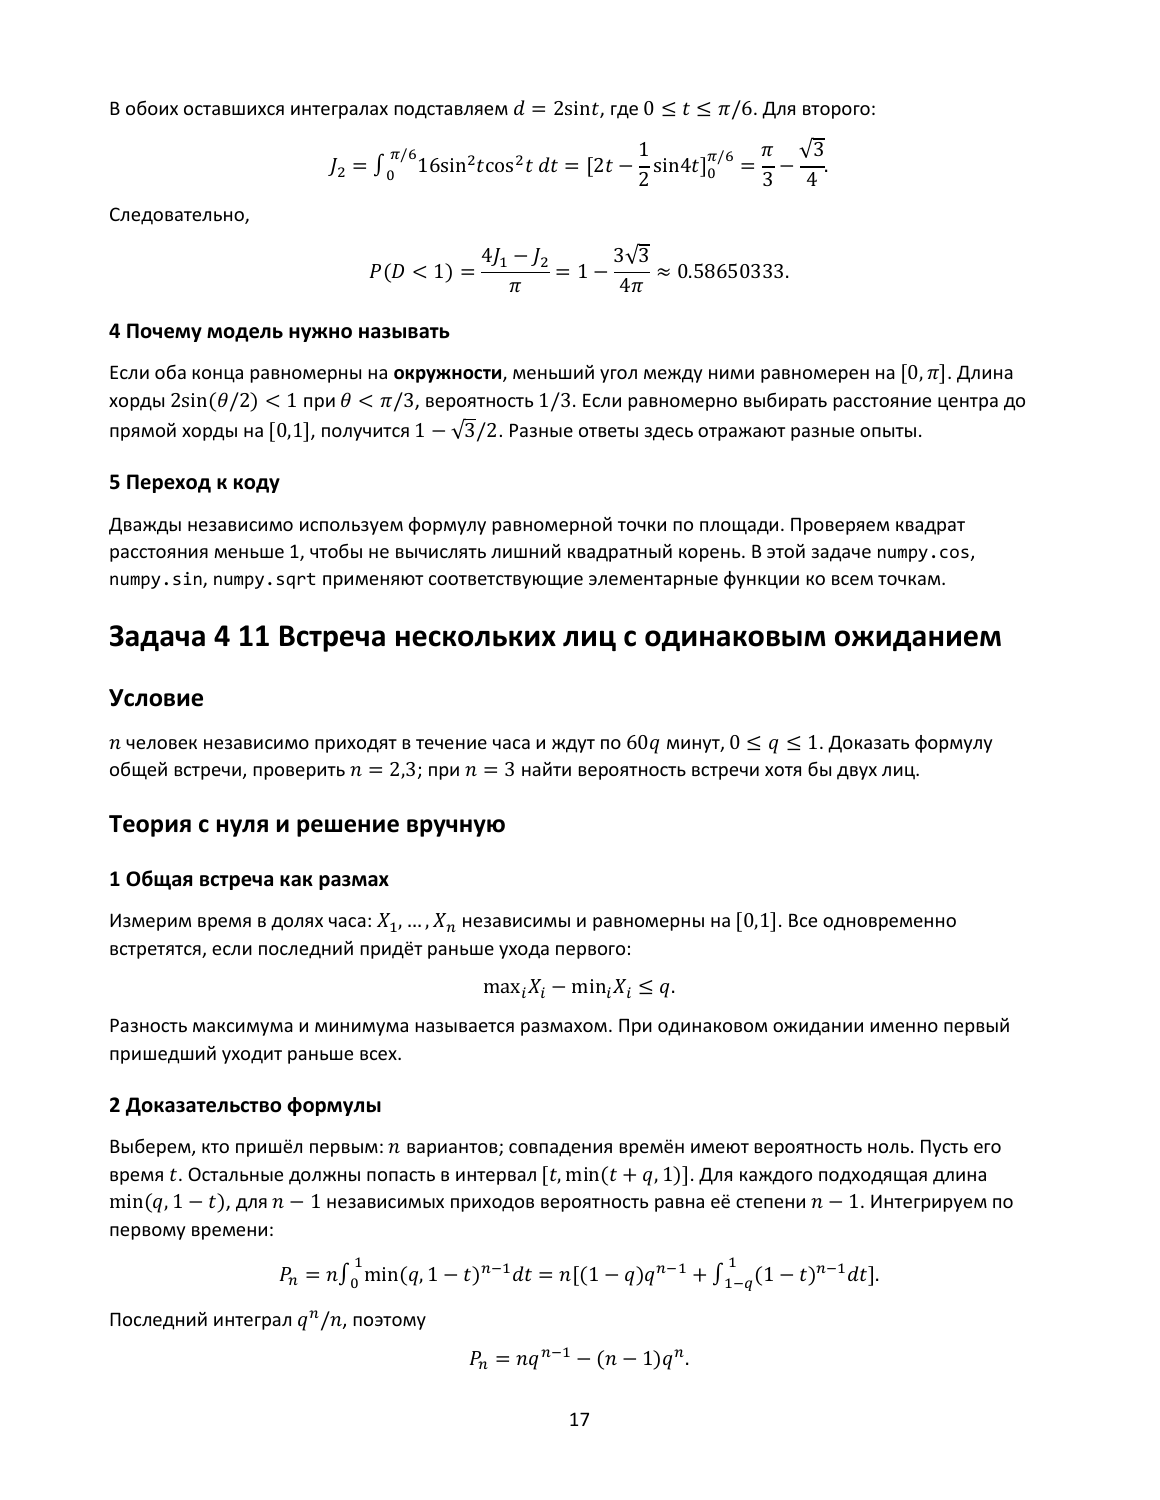 В обоих оставшихся интегралах подставляем d = 2sint, где 0 ≤ t ≤ π/6. Для второго:
J₂ = ∫₀^{π/6} 16sin²tcos²t dt = [2t − 1/2 sin4t]₀^{π/6} = π/3 − √3/4.
Следовательно,
P(D < 1) = (4J₁ − J₂)/π = 1 − 3√3/4π ≈ 0.58650333.
4 Почему модель нужно называть
Если оба конца равномерны на окружности, меньший угол между ними равномерен на [0, π]. Длина
хорды 2sin(θ/2) < 1 при θ < π/3, вероятность 1/3. Если равномерно выбирать расстояние центра до
прямой хорды на [0,1], получится 1 − √3/2. Разные ответы здесь отражают разные опыты.
5 Переход к коду
Дважды независимо используем формулу равномерной точки по площади. Проверяем квадрат
расстояния меньше 1, чтобы не вычислять лишний квадратный корень. В этой задаче numpy.cos,
numpy.sin, numpy.sqrt применяют соответствующие элементарные функции ко всем точкам.
Задача 4 11 Встреча нескольких лиц с одинаковым ожиданием
Условие
n человек независимо приходят в течение часа и ждут по 60q минут, 0 ≤ q ≤ 1. Доказать формулу
общей встречи, проверить n = 2,3; при n = 3 найти вероятность встречи хотя бы двух лиц.
Теория с нуля и решение вручную
1 Общая встреча как размах
Измерим время в долях часа: X₁, … , Xₙ независимы и равномерны на [0,1]. Все одновременно
встретятся, если последний придёт раньше ухода первого:
maxᵢXᵢ − minᵢXᵢ ≤ q.
Разность максимума и минимума называется размахом. При одинаковом ожидании именно первый
пришедший уходит раньше всех.
2 Доказательство формулы
Выберем, кто пришёл первым: n вариантов; совпадения времён имеют вероятность ноль. Пусть его
время t. Остальные должны попасть в интервал [t, min(t + q, 1)]. Для каждого подходящая длина
min(q, 1 − t), для n − 1 независимых приходов вероятность равна её степени n − 1. Интегрируем по
первому времени:
Pₙ = n∫₀¹ min(q, 1 − t)ⁿ⁻¹dt = n[(1 − q)qⁿ⁻¹ + ∫_{1−q}^{1} (1 − t)ⁿ⁻¹dt].
Последний интеграл qⁿ/n, поэтому
Pₙ = nqⁿ⁻¹ − (n − 1)qⁿ.
17